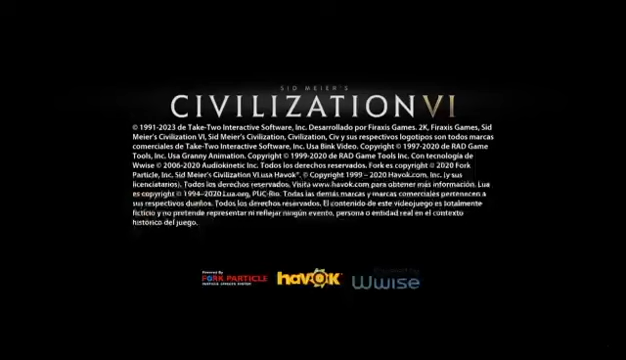 SID MEIER'S
CIVILIZATION VI
© 1991-2023 de Take-Two Interactive Software, Inc. Desarrollado por Firaxis Games. 2K, Firaxis Games, Sid
Meier's Civilization VI, Sid Meier's Civilization, Civilization, Civ y sus respectivos logotipos son todos marcas
comerciales de Take-Two Interactive Software, Inc. Usa Bink Video. Copyright © 1997-2020 de RAD Game
Tools, Inc. Usa Granny Animation. Copyright © 1999-2020 de RAD Game Tools Inc. Con tecnología de
Wwise © 2006-2020 Audiokinetic Inc. Todos los derechos reservados. Fork es copyright © 2020 Fork
Particle, Inc. Sid Meier's Civilization VI usa Havok®, © Copyright 1999 – 2020 Havok.com, Inc. (y sus
licenciatarios). Todos los derechos reservados. Visita www.havok.com para obtener más información. Lua
es copyright © 1994–2020 Lua.org, PUC-Rio. Todas las demás marcas y marcas comerciales pertenecen a
sus respectivos dueños. Todos los derechos reservados. El contenido de este videojuego es totalmente
ficticio y no pretende representar ni reflejar ningún evento, persona o entidad real en el contexto
histórico del juego.
Powered By
FORK PARTICLE
havok
Wwise